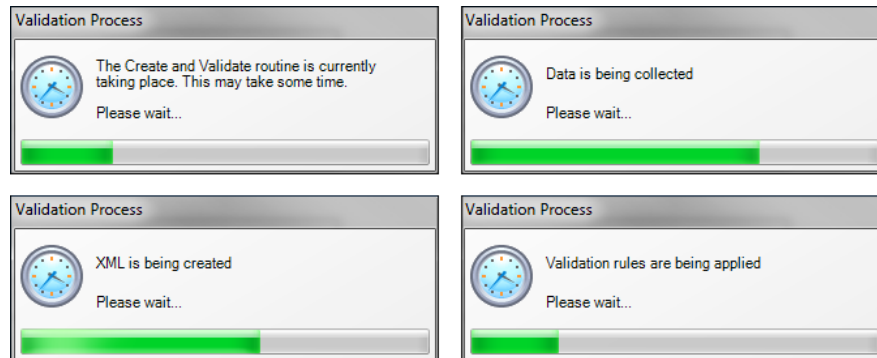 Validation Process
The Create and Validate routine is currently
taking place. This may take some time.
Please wait...
Validation Process
Data is being collected
Please wait...
Validation Process
XML is being created
Please wait...
Validation Process
Validation rules are being applied
Please wait...